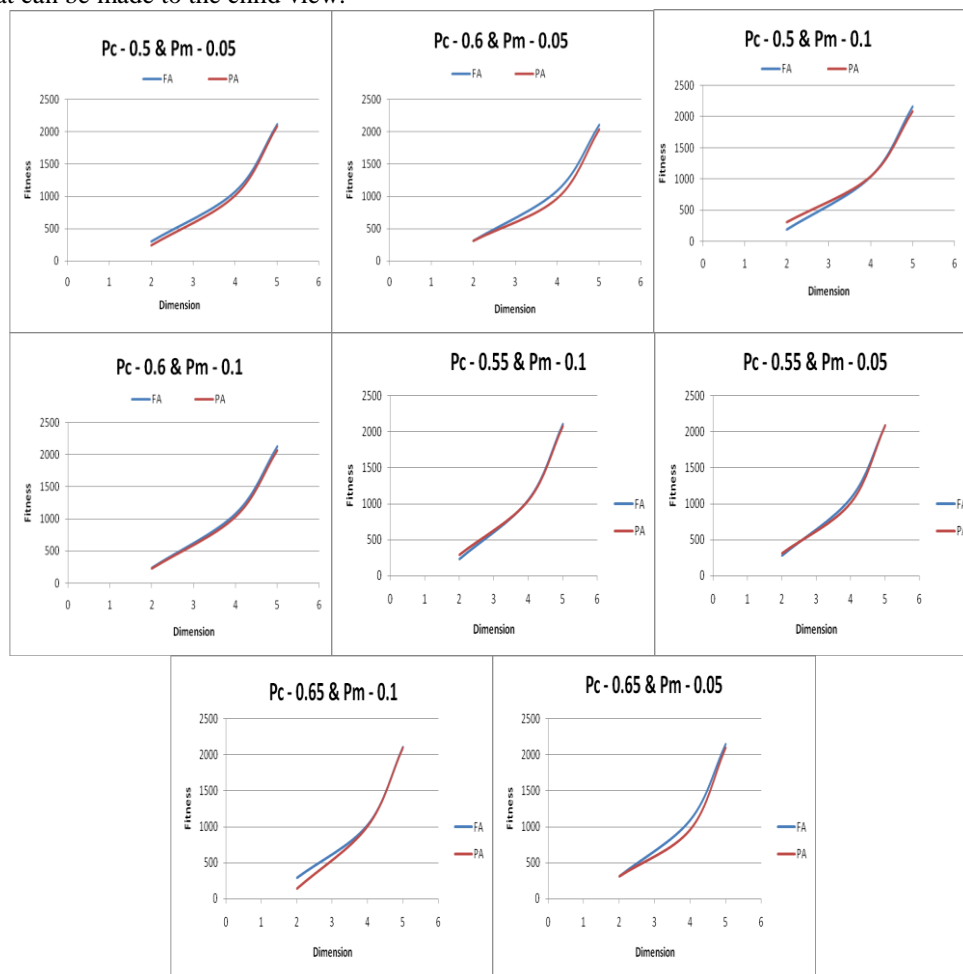 at can be made to the child view.
Pc - 0.5 & Pm - 0.05
FA PA
2500
2000
1500
1000
500
0
Fitness
0 1 2 3 4 5 6
Dimension
Pc - 0.6 & Pm - 0.05
FA PA
2500
2000
1500
1000
500
0
Fitness
0 1 2 3 4 5 6
Dimension
Pc - 0.5 & Pm - 0.1
FA PA
2500
2000
1500
1000
500
0
Fitness
0 1 2 3 4 5 6
Dimension
Pc - 0.6 & Pm - 0.1
FA PA
2500
2000
1500
1000
500
0
Fitness
0 1 2 3 4 5 6
Dimension
Pc - 0.55 & Pm - 0.1
2500
2000
1500
1000
500
0
Fitness
FA
PA
0 1 2 3 4 5 6
Dimension
Pc - 0.55 & Pm - 0.05
2500
2000
1500
1000
500
0
Fitness
FA
PA
0 1 2 3 4 5 6
Dimension
Pc - 0.65 & Pm - 0.1
2500
2000
1500
1000
500
0
Fitness
FA
PA
0 1 2 3 4 5 6
Dimension
Pc - 0.65 & Pm - 0.05
2500
2000
1500
1000
500
0
Fitness
FA
PA
0 1 2 3 4 5 6
Dimension